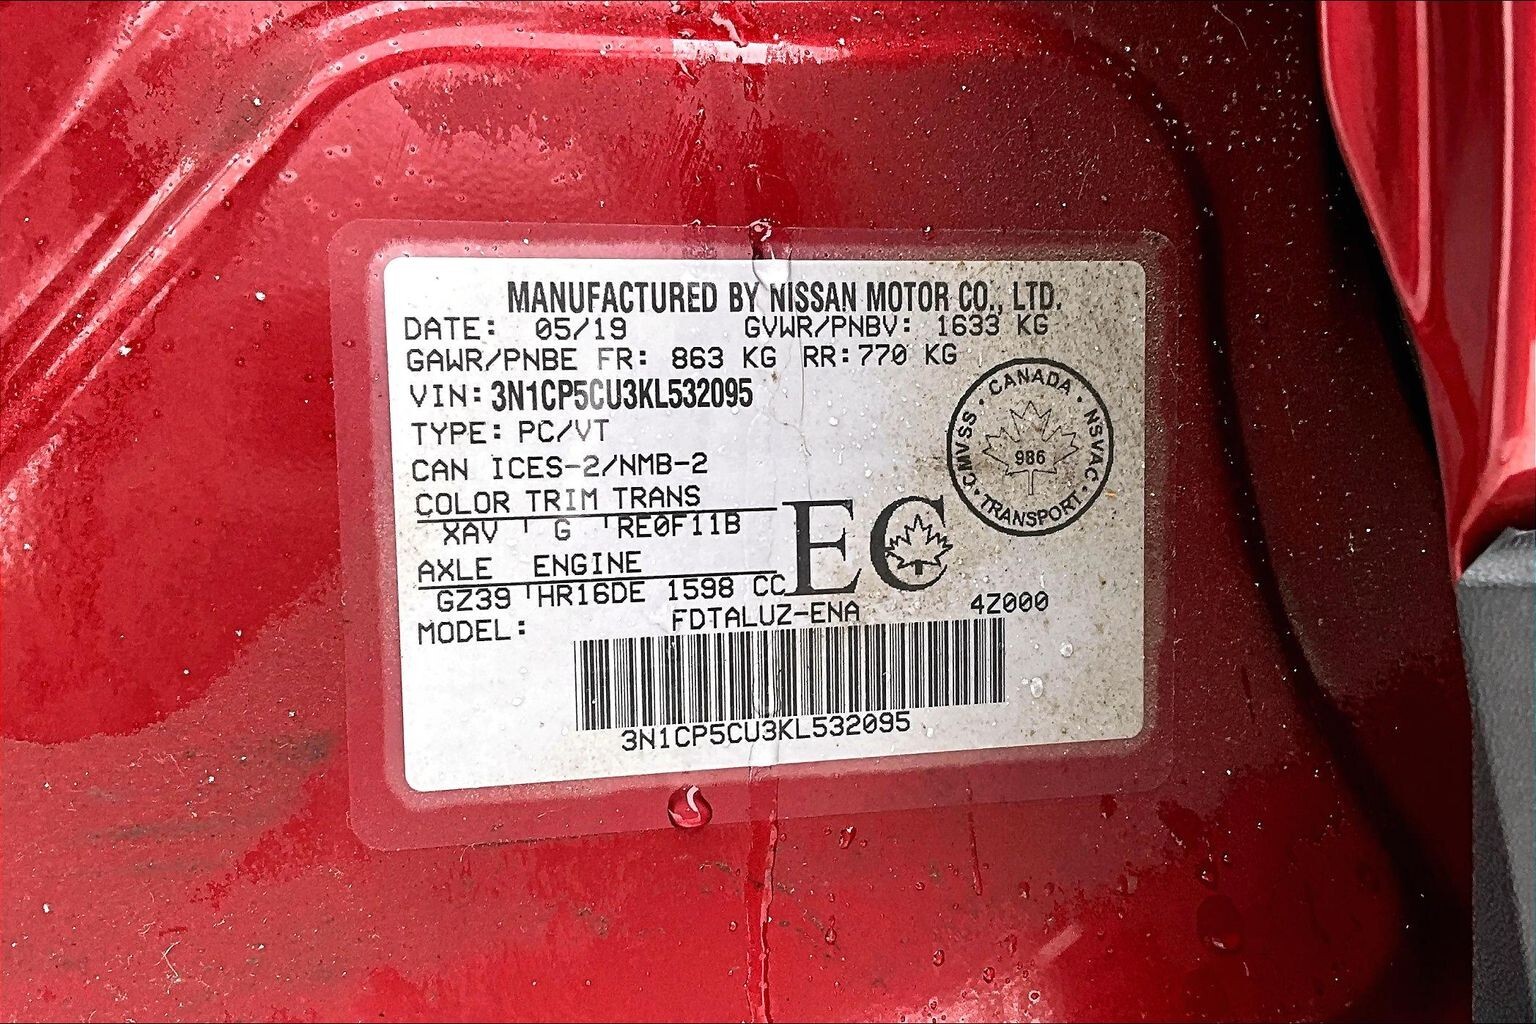 MANUFACTURED BY NISSAN MOTOR CO., LTD.
DATE: 05/19 GVWR/PNBV: 1633 KG
GAWR/PNBE FR: 863 KG RR: 770 KG
VIN: 3N1CP5CU3KL532095
TYPE: PC/VT
CAN ICES-2/NMB-2
COLOR TRIM TRANS
XAV G RE0F11B
AXLE ENGINE
GZ39 HR16DE 1598 CC
MODEL: FDTALUZ-ENA 4Z000
3N1CP5CU3KL532095
EC
CANADA
NSVAC
TRANSPORT
CMVSS
986